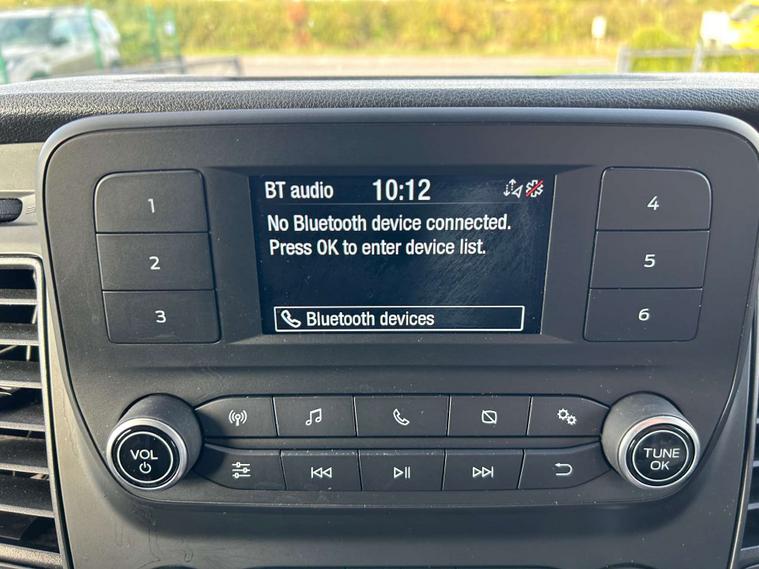 BT audio 10:12
No Bluetooth device connected.
Press OK to enter device list.
Bluetooth devices
1
2
3
4
5
6
VOL
TUNE
OK